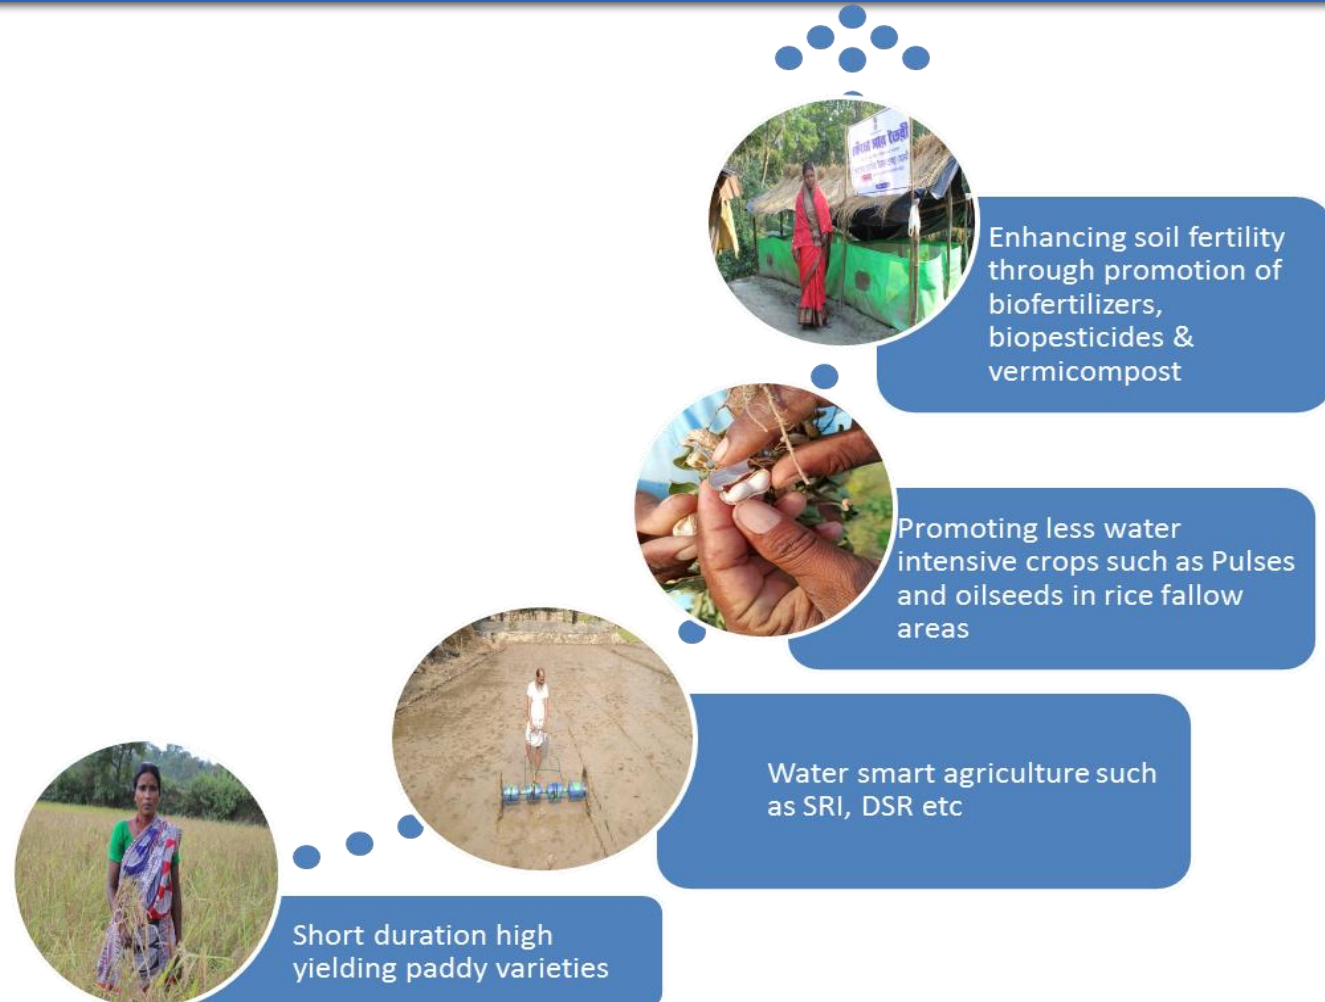 কেঁচো সার তৈরী
Enhancing soil fertility
through promotion of
biofertilizers,
biopesticides &
vermicompost
Promoting less water
intensive crops such as Pulses
and oilseeds in rice fallow
areas
Water smart agriculture such
as SRI, DSR etc
Short duration high
yielding paddy varieties